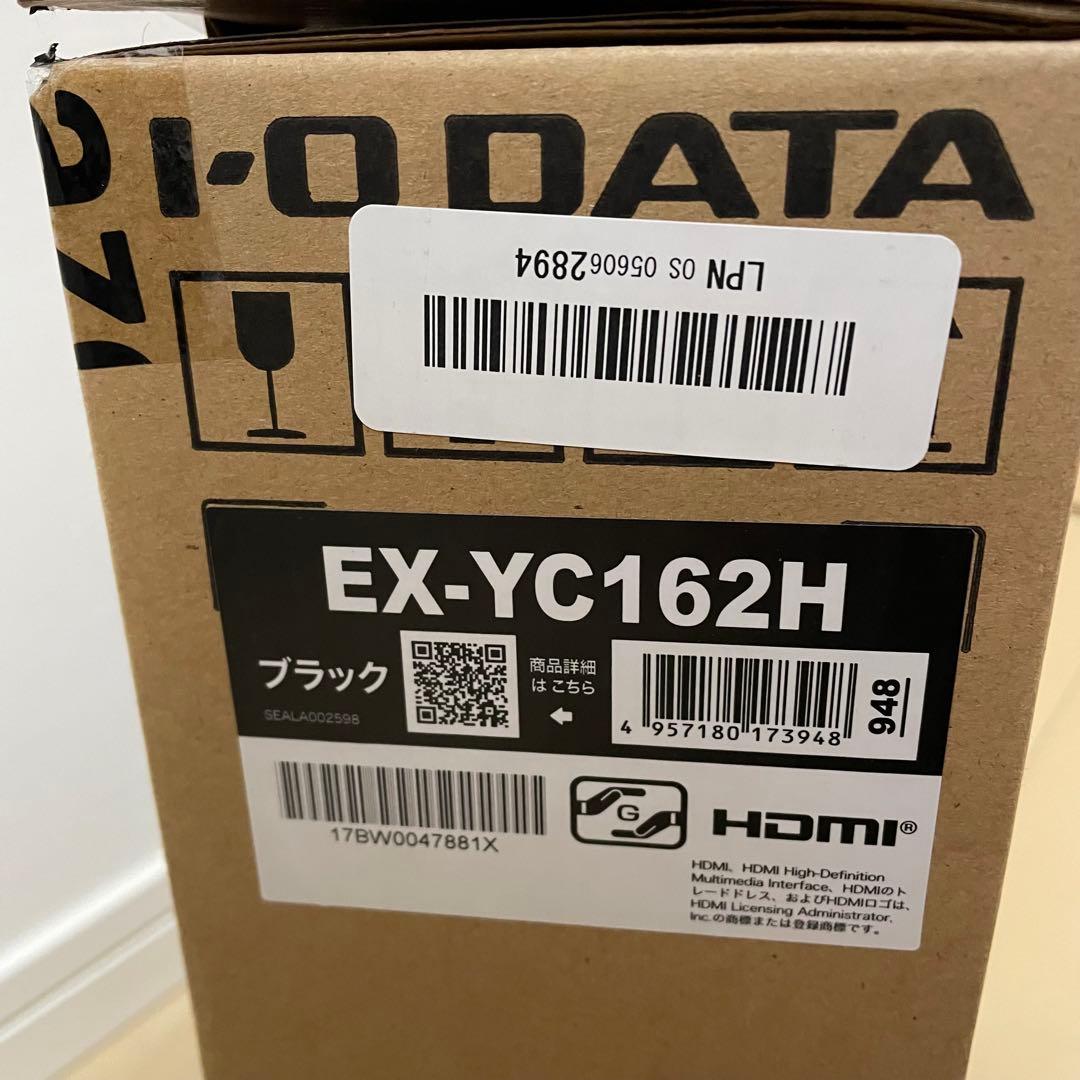 I-O DATA
LPN OS 056062894
EX-YC162H
ブラック
商品詳細
はこちら
SEALA002598
4 957180 173948
948
17BW0047881X
G
HDMI®
HDMI、HDMI High-Definition
Multimedia Interface、HDMIのト
レードドレス、およびHDMIロゴは、
HDMI Licensing Administrator,
Inc.の商標または登録商標です。